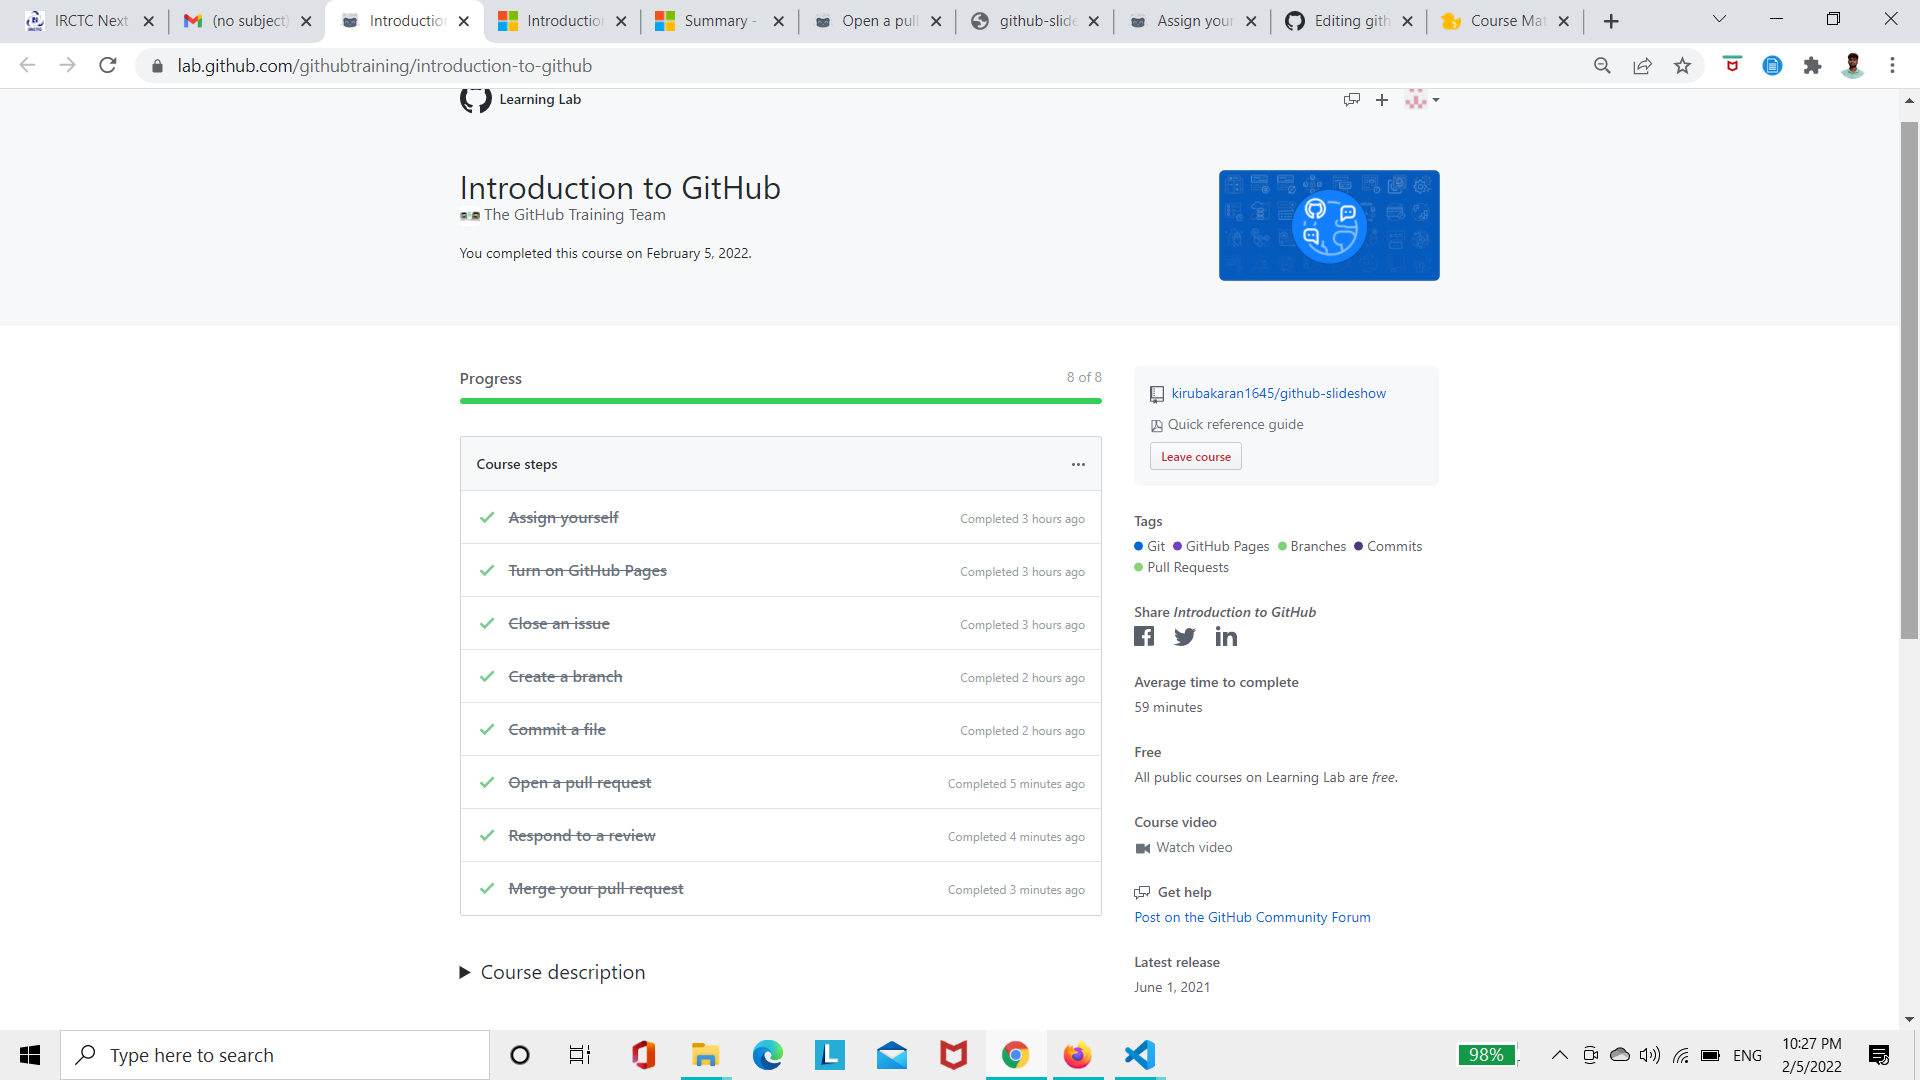 IRCTC Next
(no subject)
Introduction
Introduction
Summary -
Open a pull
github-slide
Assign your
Editing gith
Course Mat
lab.github.com/githubtraining/introduction-to-github
Learning Lab
Introduction to GitHub
The GitHub Training Team
You completed this course on February 5, 2022.
Progress
8 of 8
Course steps
Assign yourself
Completed 3 hours ago
Turn on GitHub Pages
Completed 3 hours ago
Close an issue
Completed 3 hours ago
Create a branch
Completed 2 hours ago
Commit a file
Completed 2 hours ago
Open a pull request
Completed 5 minutes ago
Respond to a review
Completed 4 minutes ago
Merge your pull request
Completed 3 minutes ago
Course description
kirubakaran1645/github-slideshow
Quick reference guide
Leave course
Tags
Git GitHub Pages Branches Commits
Pull Requests
Share Introduction to GitHub
Average time to complete
59 minutes
Free
All public courses on Learning Lab are free.
Course video
Watch video
Get help
Post on the GitHub Community Forum
Latest release
June 1, 2021
Type here to search
98%
ENG
10:27 PM
2/5/2022